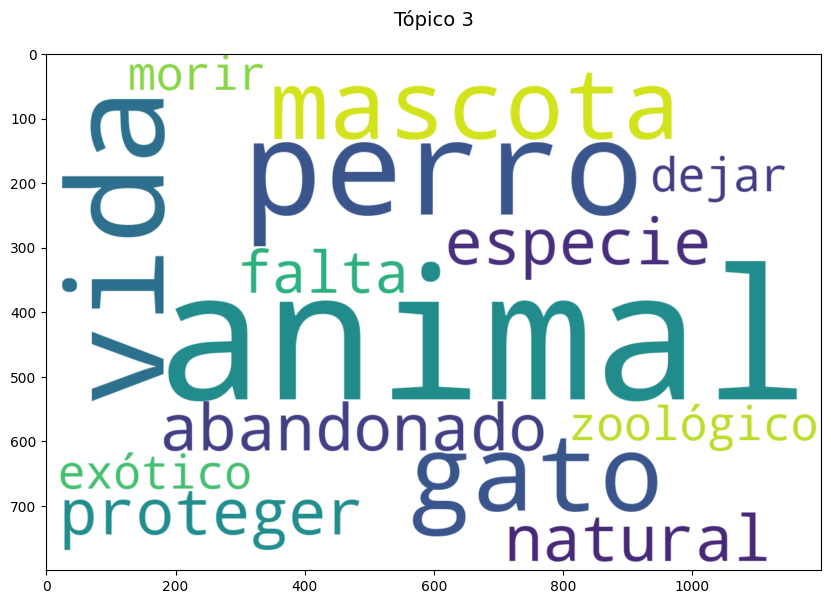 Tópico 3
morir
mascota
vida
perro
dejar
especie
falta
animal
abandonado
zoológico
exótico
gato
proteger
natural
0
100
200
300
400
500
600
700
0
200
400
600
800
1000